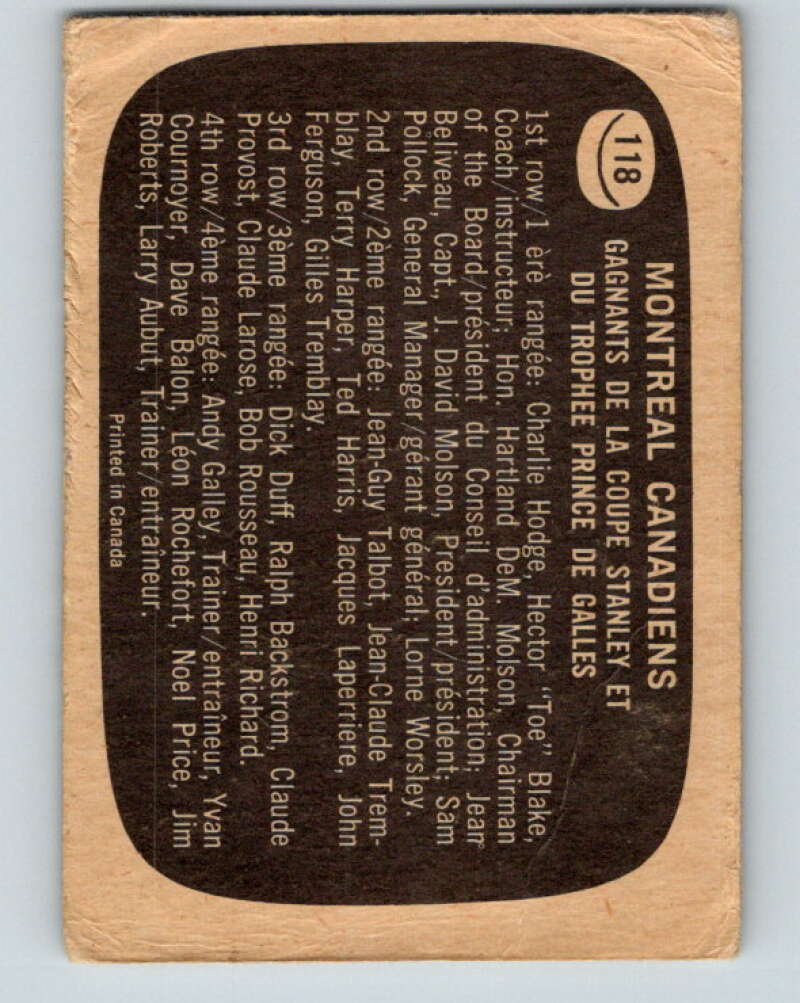 118
MONTREAL CANADIENS
GAGNANTS DE LA COUPE STANLEY ET
DU TROPHEE PRINCE DE GALLES
1st row/1 èrè rangée: Charlie Hodge, Hector "Toe" Blake,
Coach/instructeur; Hon. Hartland DeM. Molson, Chairman
of the Board/président du Conseil d'administration; Jean
Beliveau, Capt., J. David Molson, President/président; Sam
Pollock, General Manager/gérant général; Lorne Worsley.
2nd row/2ème rangée: Jean-Guy Talbot, Jean-Claude Trem-
blay, Terry Harper, Ted Harris, Jacques Laperriere, John
Ferguson, Gilles Tremblay.
3rd row/3ème rangée: Dick Duff, Ralph Backstrom, Claude
Provost, Claude Larose, Bob Rousseau, Henri Richard.
4th row/4ème rangée: Andy Galley, Trainer/entraîneur, Yvan
Cournoyer, Dave Balon, Léon Rochefort, Noel Price, Jim
Roberts, Larry Aubut, Trainer/entraîneur.
Printed in Canada